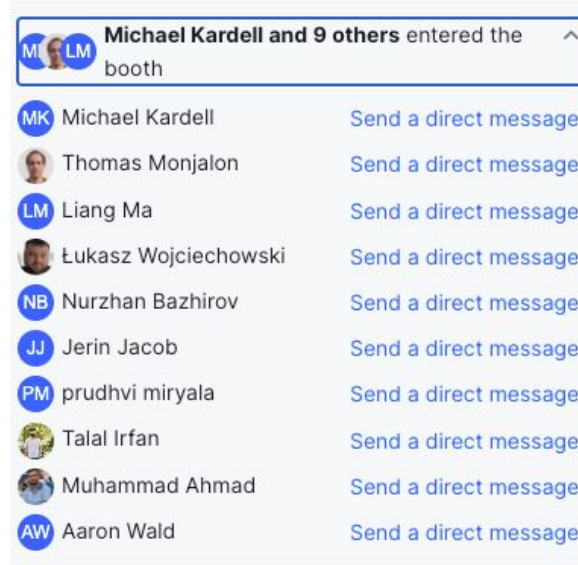 MI LM Michael Kardell and 9 others entered the
booth
MK Michael Kardell Send a direct message
Thomas Monjalon Send a direct message
LM Liang Ma Send a direct message
Łukasz Wojciechowski Send a direct message
NB Nurzhan Bazhirov Send a direct message
JJ Jerin Jacob Send a direct message
PM prudhvi miryala Send a direct message
Talal Irfan Send a direct message
Muhammad Ahmad Send a direct message
AW Aaron Wald Send a direct message